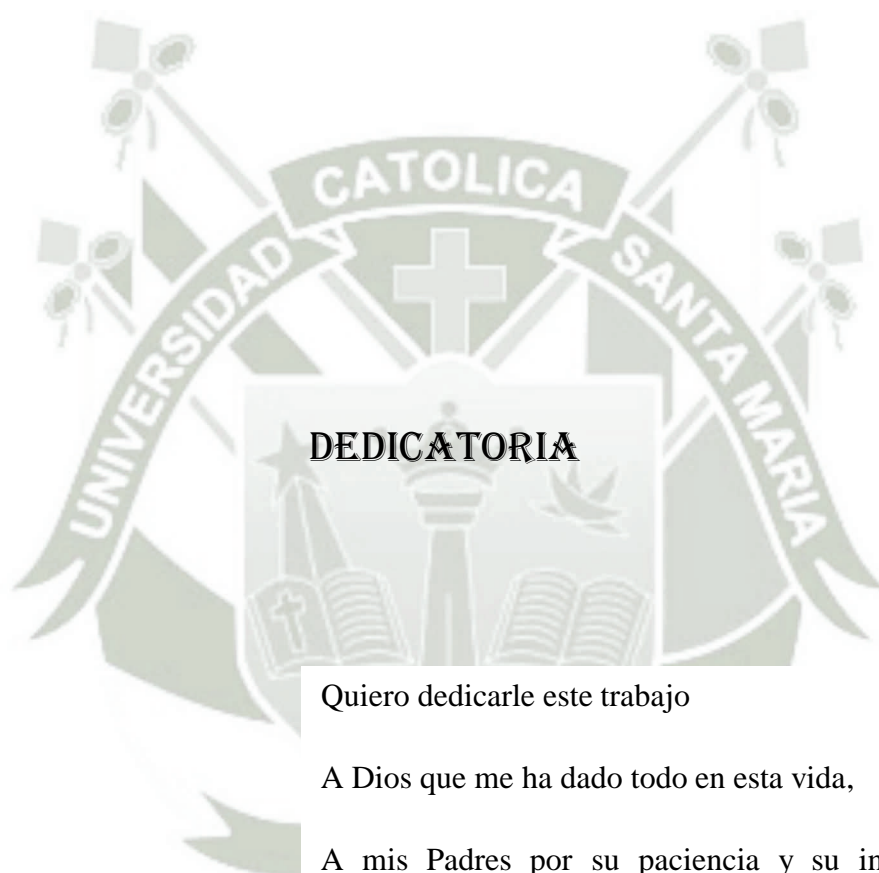 UNIVERSIDAD CATOLICA SANTA MARIA
DEDICATORIA
Quiero dedicarle este trabajo
A Dios que me ha dado todo en esta vida,
A mis Padres por su paciencia y su